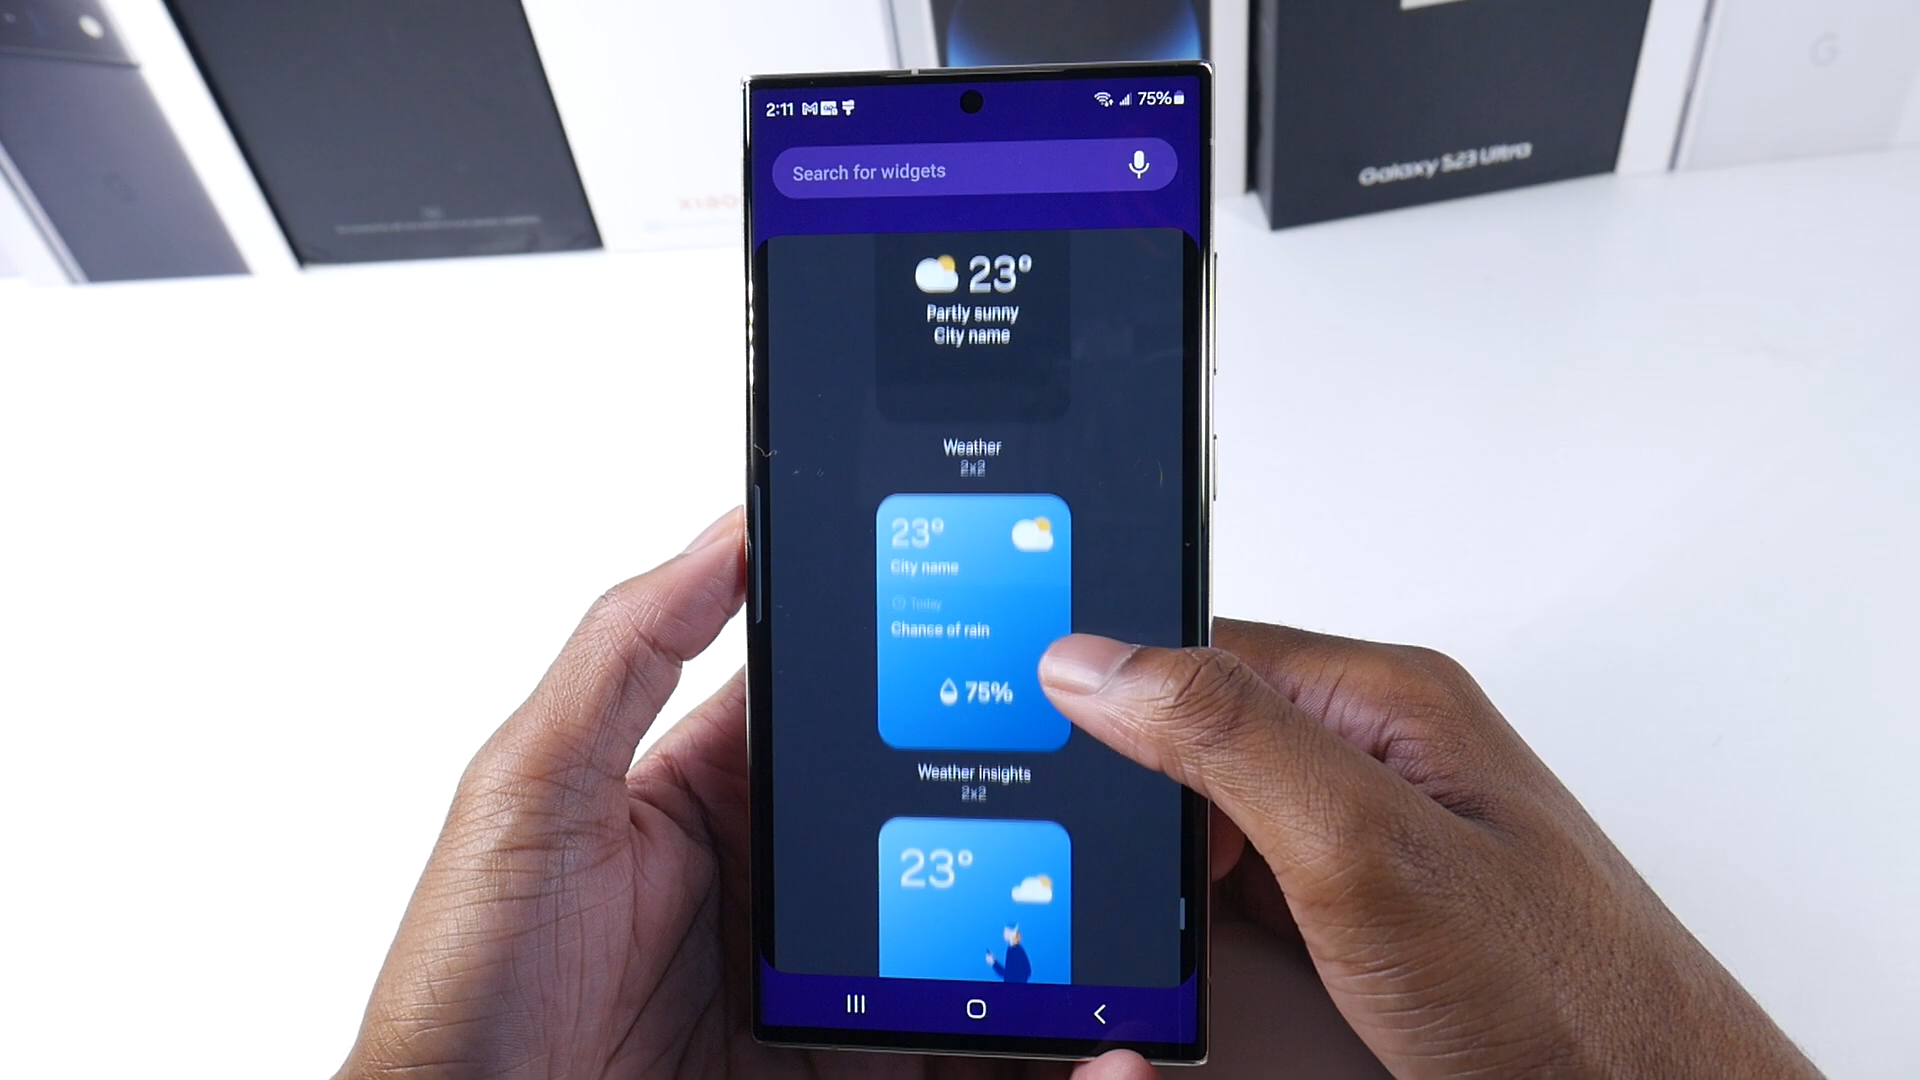 2:11
75%
Search for widgets
Galaxy S23 Ultra
23°
Partly sunny
City name
Weather
2x2
23°
City name
Today
Chance of rain
75%
Weather insights
2x2
23°